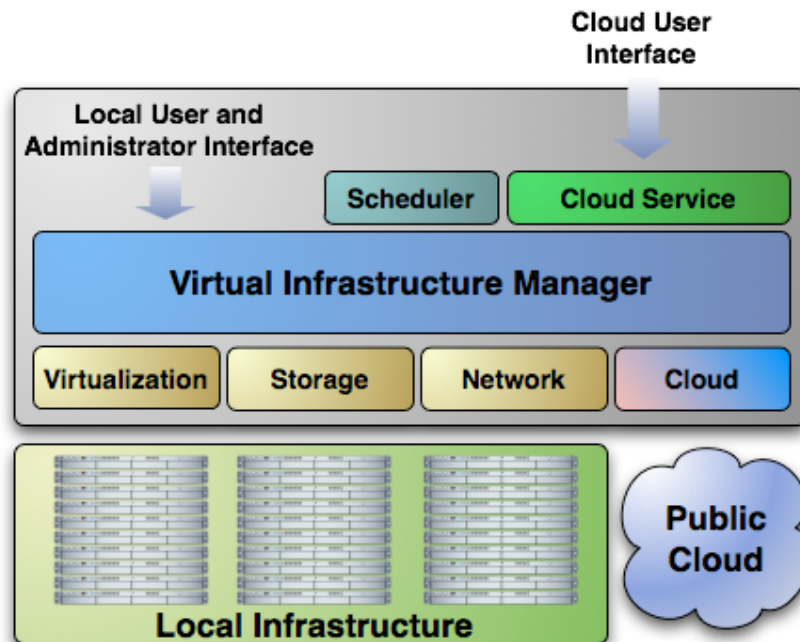 Cloud User
Interface
Local User and
Administrator Interface
Scheduler
Cloud Service
Virtual Infrastructure Manager
Virtualization
Storage
Network
Cloud
Public
Cloud
Local Infrastructure